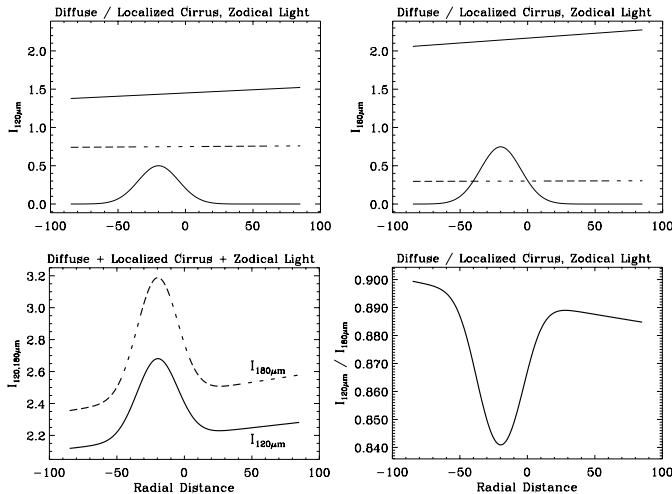 Diffuse / Localized Cirrus, Zodical Light
I120μm
2.0
1.5
1.0
0.5
0.0
-100 -50 0 50 100
Diffuse / Localized Cirrus, Zodical Light
I180μm
2.0
1.5
1.0
0.5
0.0
-100 -50 0 50 100
Diffuse + Localized Cirrus + Zodical Light
I120,180μm
3.2
3.0
2.8
2.6
2.4
2.2
I180μm
I120μm
-100 -50 0 50 100
Radial Distance
Diffuse / Localized Cirrus, Zodical Light
I120μm / I180μm
0.900
0.890
0.880
0.870
0.860
0.850
0.840
-100 -50 0 50 100
Radial Distance